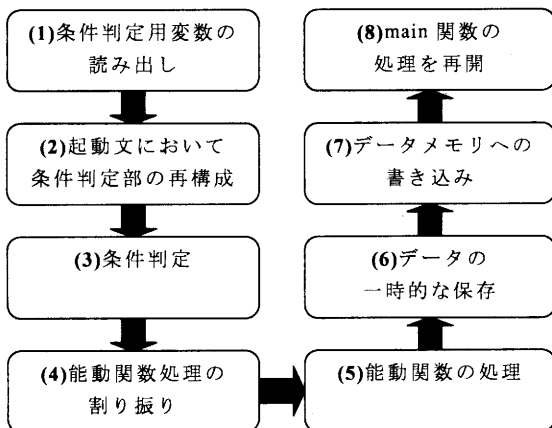 (1)条件判定用変数の
読み出し
(2)起動文において
条件判定部の再構成
(3)条件判定
(4)能動関数処理の
割り振り
(5)能動関数の処理
(6)データの
一時的な保存
(7)データメモリへの
書き込み
(8)main 関数の
処理を再開